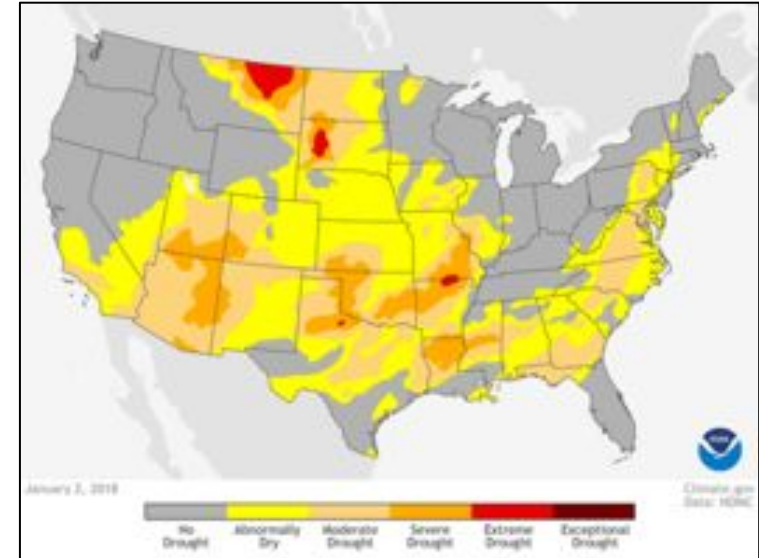 January 2, 2018
Climate.gov
Data: NDMC
No Drought
Abnormally Dry
Moderate Drought
Severe Drought
Extreme Drought
Exceptional Drought